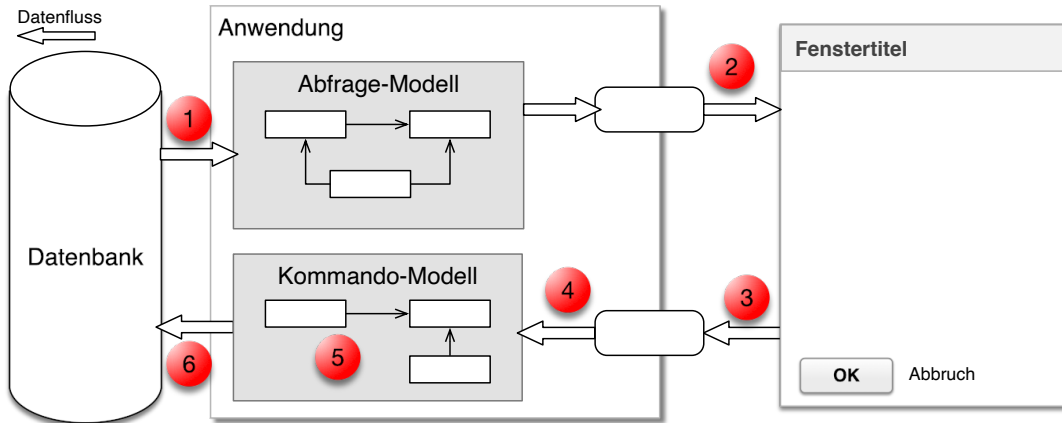 Datenfluss
Anwendung
Fenstertitel
Abfrage-Modell
1
2
Datenbank
Kommando-Modell
3
4
5
6
OK
Abbruch